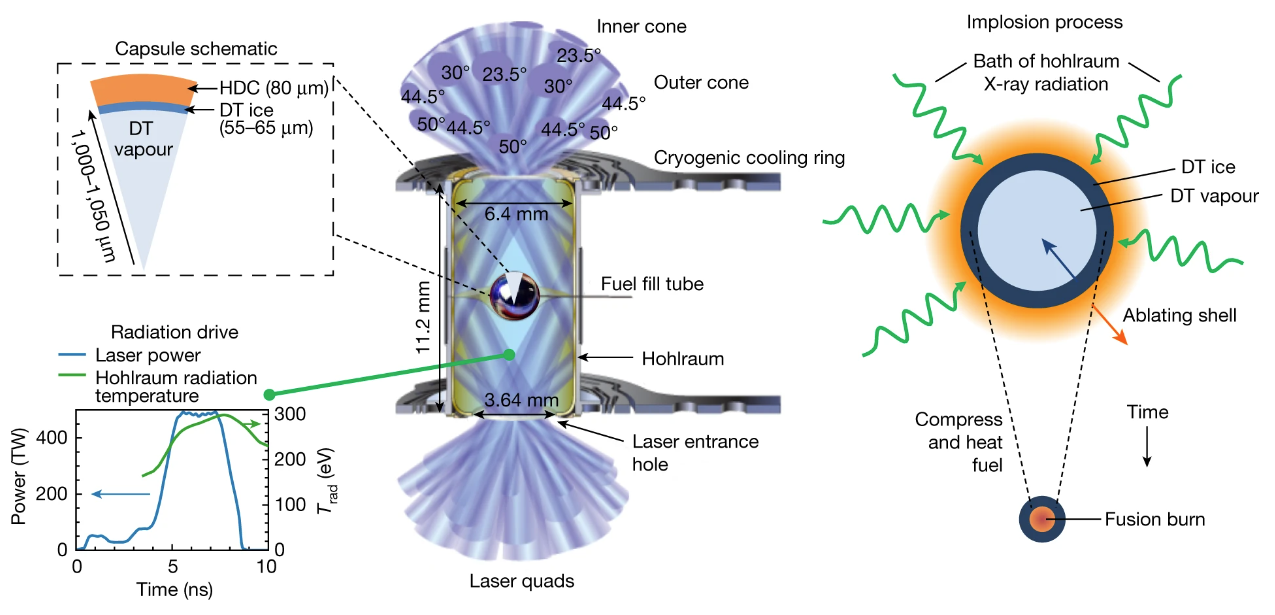 Capsule schematic
HDC (80 μm)
DT ice
(55–65 μm)
DT
vapour
1,000–1,050 μm
Radiation drive
Laser power
Hohlraum radiation
temperature
Power (TW)
400
200
0
300
200
100
0
T_rad (eV)
0
5
10
Time (ns)
Inner cone
23.5°
30°
23.5°
30°
Outer cone
44.5°
44.5°
50°
44.5°
44.5°
50°
50°
Cryogenic cooling ring
6.4 mm
11.2 mm
Fuel fill tube
Hohlraum
3.64 mm
Laser entrance
hole
Laser quads
Implosion process
Bath of hohlraum
X-ray radiation
DT ice
DT vapour
Ablating shell
Compress
and heat
fuel
Time
Fusion burn